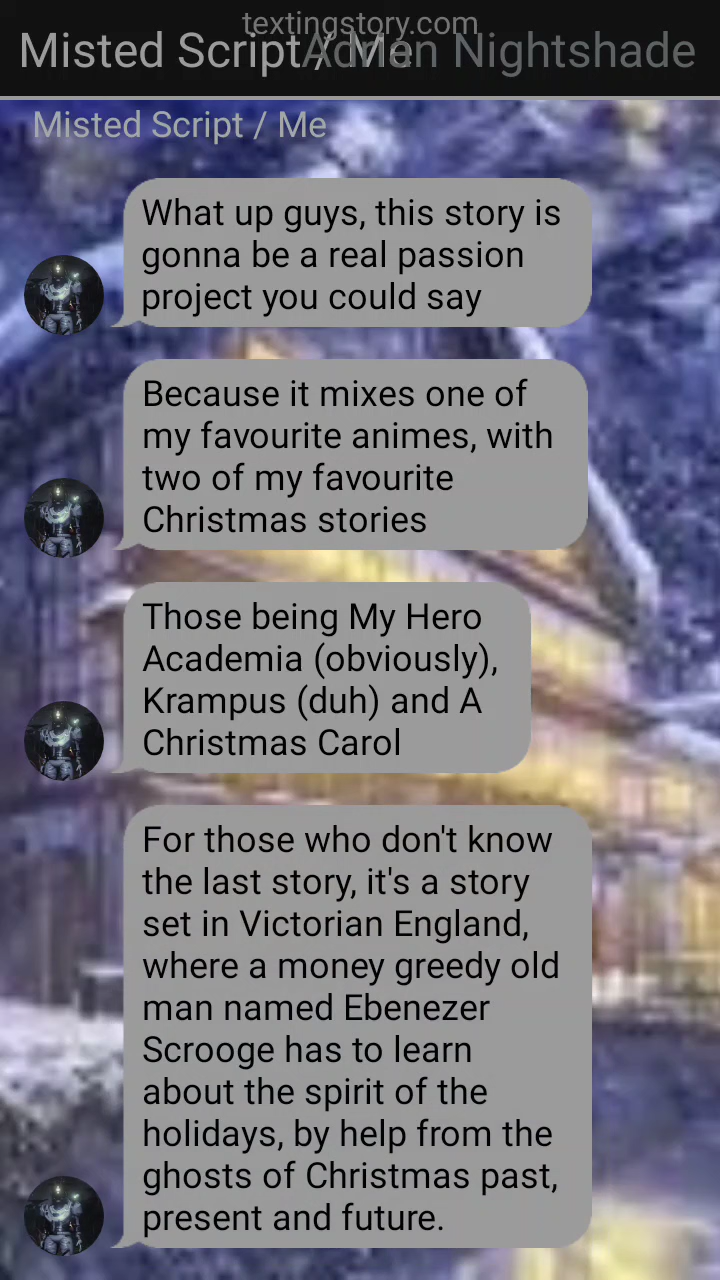 textingstory.com
Misted Script / Me
Adrien Nightshade
Misted Script / Me
What up guys, this story is
gonna be a real passion
project you could say
Because it mixes one of
my favourite animes, with
two of my favourite
Christmas stories
Those being My Hero
Academia (obviously),
Krampus (duh) and A
Christmas Carol
For those who don't know
the last story, it's a story
set in Victorian England,
where a money greedy old
man named Ebenezer
Scrooge has to learn
about the spirit of the
holidays, by help from the
ghosts of Christmas past,
present and future.